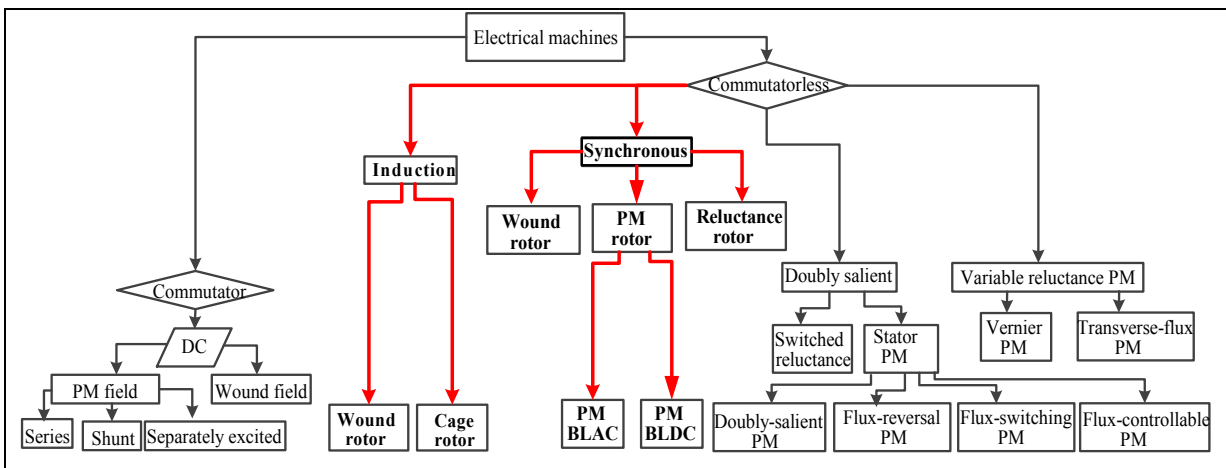 Electrical machines
Commutatorless
Synchronous
Induction
Wound
rotor
PM
rotor
Reluctance
rotor
Doubly salient
Variable reluctance PM
Commutator
DC
Switched
reluctance
Stator
PM
Vernier
PM
Transverse-flux
PM
PM field
Wound field
Series
Shunt
Separately excited
Wound
rotor
Cage
rotor
PM
BLAC
PM
BLDC
Doubly-salient
PM
Flux-reversal
PM
Flux-switching
PM
Flux-controllable
PM